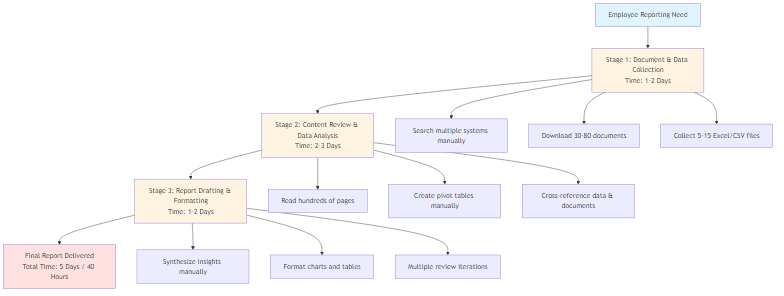 Employee Reporting Need
Stage 1: Document & Data
Collection
Time: 1-2 Days
Stage 2: Content Review &
Data Analysis
Time: 2-3 Days
Search multiple systems
manually
Download 30-80 documents
Collect 5-15 Excel/CSV files
Stage 3: Report Drafting &
Formatting
Time: 1-2 Days
Read hundreds of pages
Create pivot tables
manually
Cross-reference data &
documents
Final Report Delivered
Total Time: 5 Days / 40
Hours
Synthesize insights
manually
Format charts and tables
Multiple review iterations